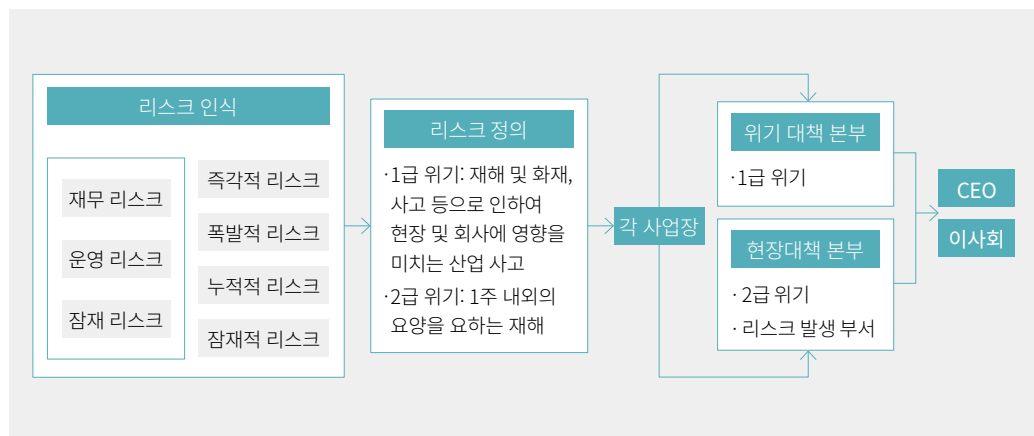 리스크 인식
재무 리스크
운영 리스크
잠재 리스크
즉각적 리스크
폭발적 리스크
누적적 리스크
잠재적 리스크
리스크 정의
·1급 위기: 재해 및 화재,
사고 등으로 인하여
현장 및 회사에 영향을
미치는 산업 사고
·2급 위기: 1주 내외의
요양을 요하는 재해
각 사업장
위기 대책 본부
·1급 위기
현장대책 본부
· 2급 위기
· 리스크 발생 부서
CEO
이사회